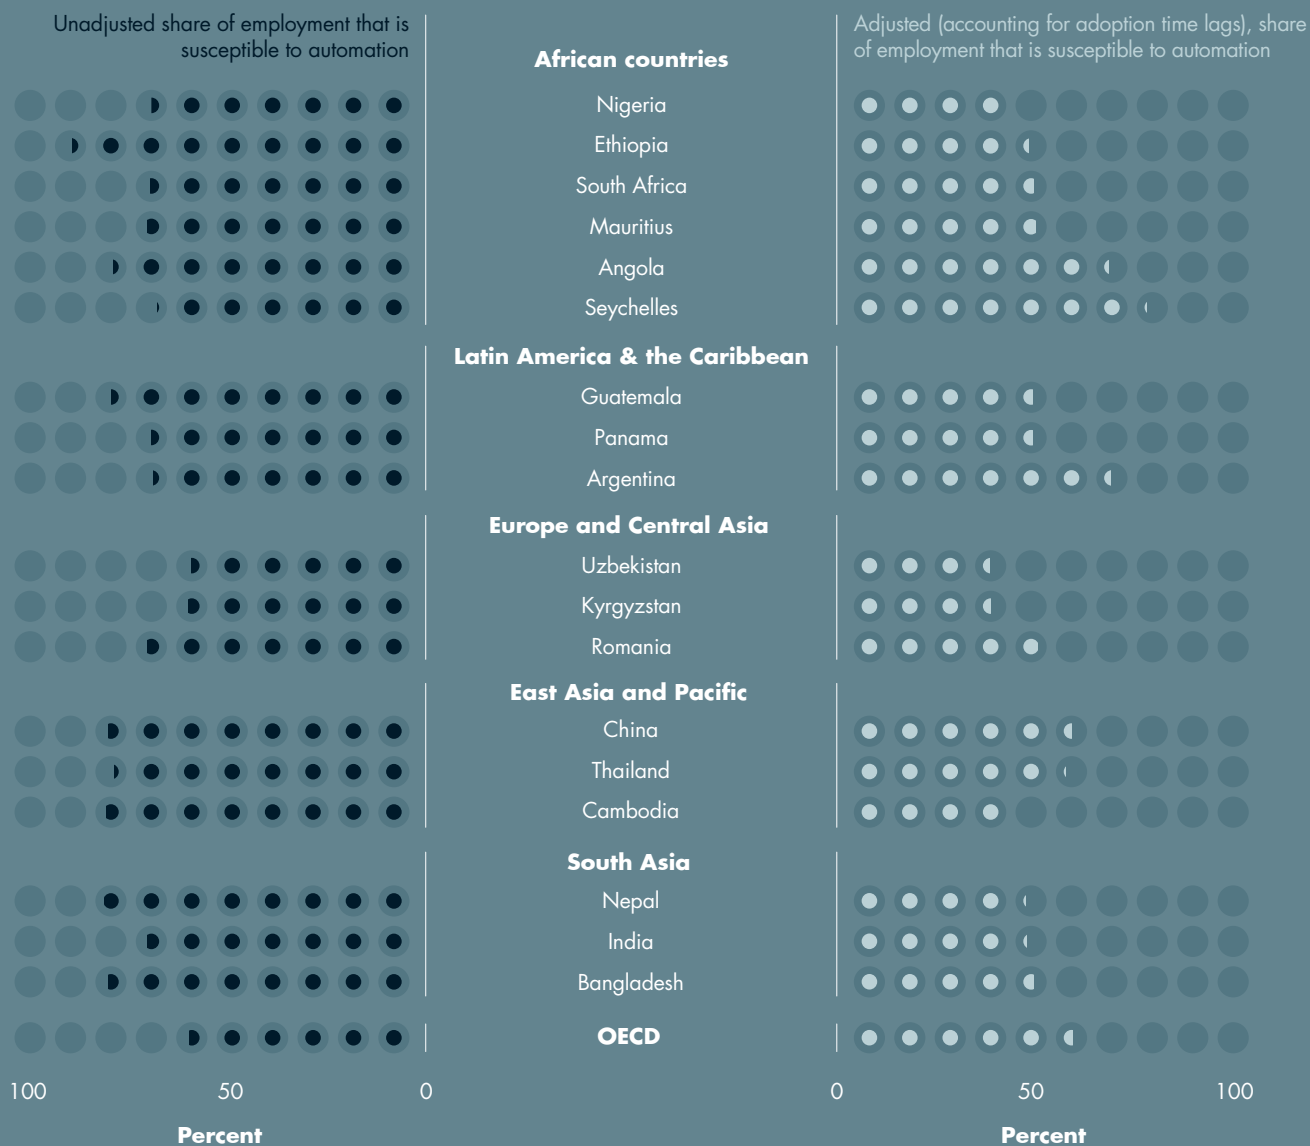 Unadjusted share of employment that is
susceptible to automation
Adjusted (accounting for adoption time lags), share
of employment that is susceptible to automation
African countries
Nigeria
Ethiopia
South Africa
Mauritius
Angola
Seychelles
Latin America & the Caribbean
Guatemala
Panama
Argentina
Europe and Central Asia
Uzbekistan
Kyrgyzstan
Romania
East Asia and Pacific
China
Thailand
Cambodia
South Asia
Nepal
India
Bangladesh
OECD
100 50 0
0 50 100
Percent
Percent